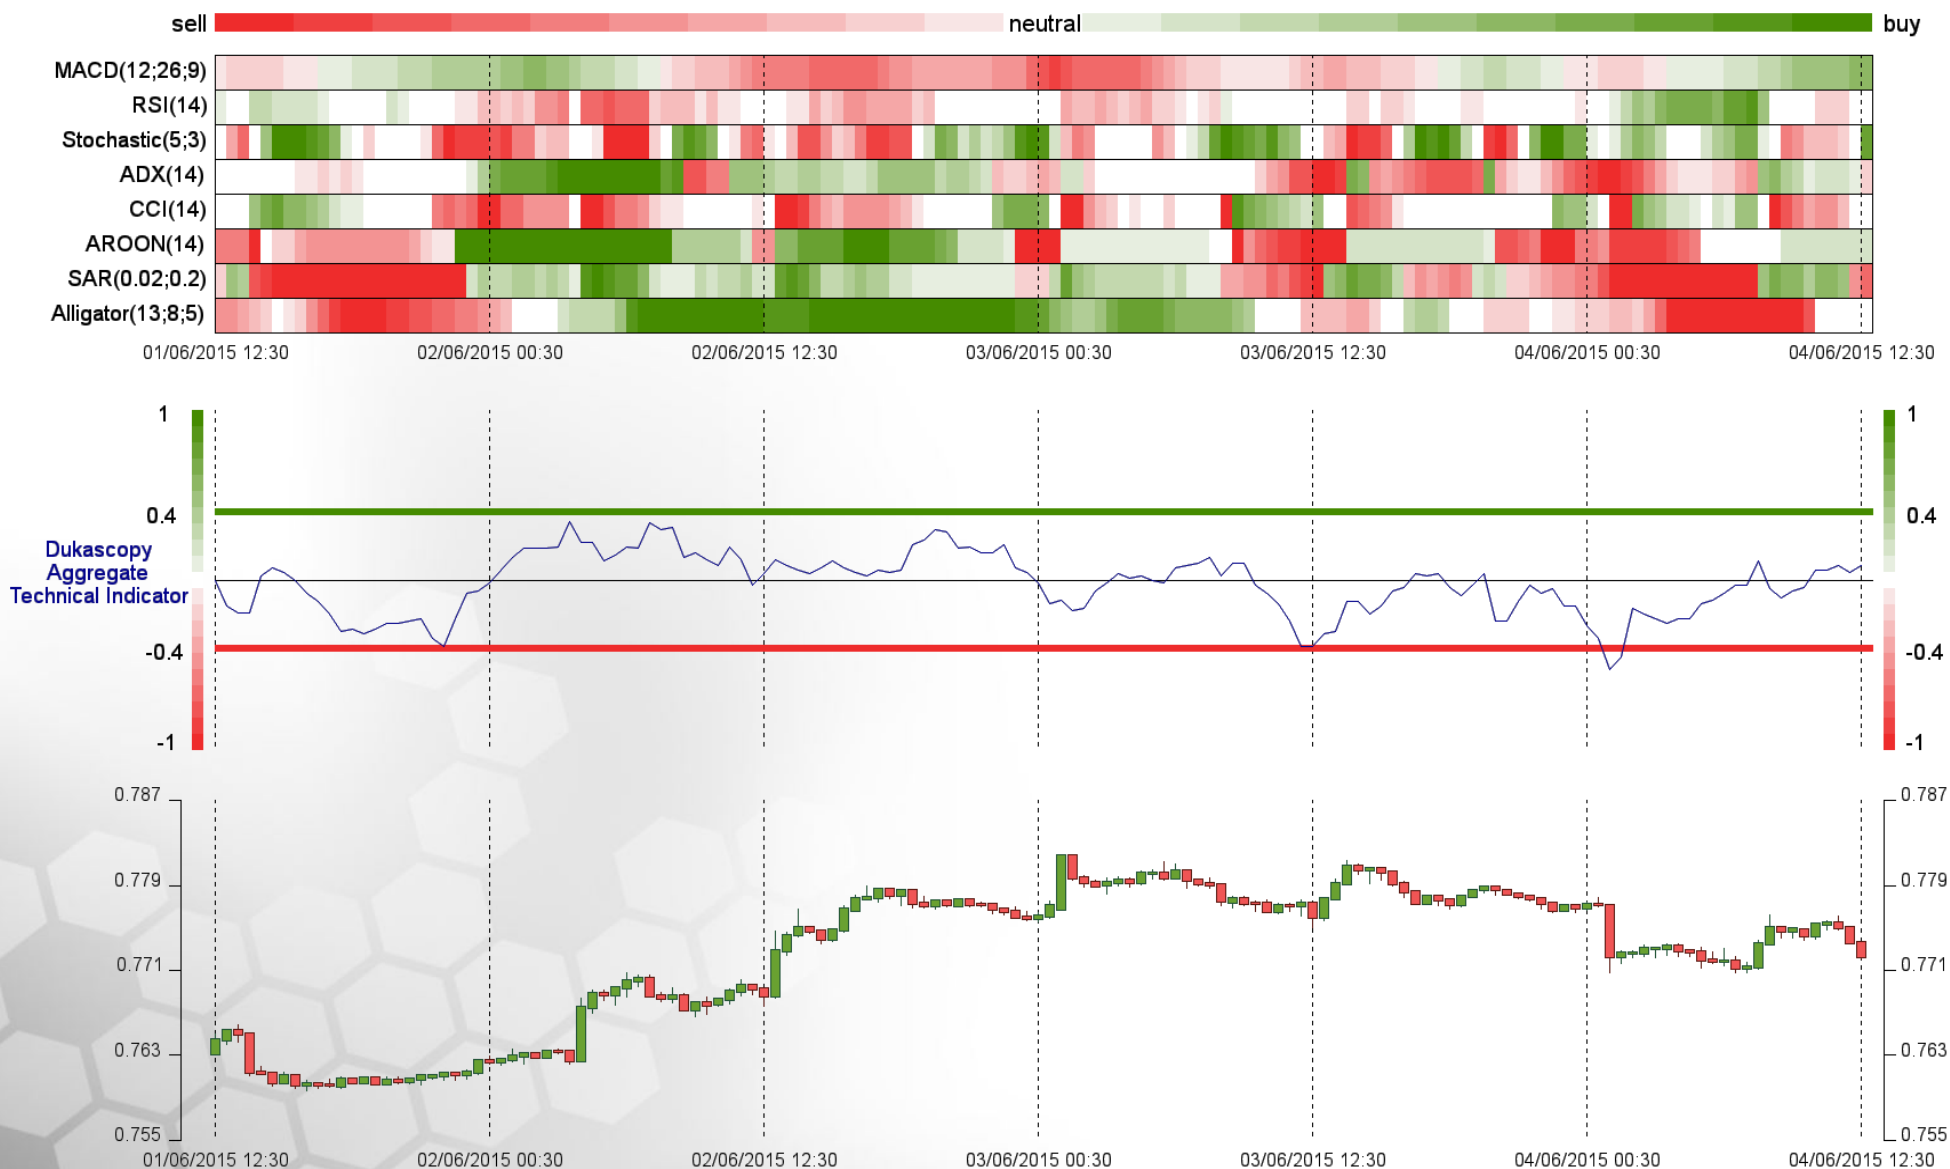 sell neutral buy
MACD(12;26;9)
RSI(14)
Stochastic(5;3)
ADX(14)
CCI(14)
AROON(14)
SAR(0.02;0.2)
Alligator(13;8;5)
01/06/2015 12:30 02/06/2015 00:30 02/06/2015 12:30 03/06/2015 00:30 03/06/2015 12:30 04/06/2015 00:30 04/06/2015 12:30
1 1
0.4 0.4
Dukascopy
Aggregate
Technical Indicator
-0.4 -0.4
-1 -1
0.787 0.787
0.779 0.779
0.771 0.771
0.763 0.763
0.755 0.755
01/06/2015 12:30 02/06/2015 00:30 02/06/2015 12:30 03/06/2015 00:30 03/06/2015 12:30 04/06/2015 00:30 04/06/2015 12:30